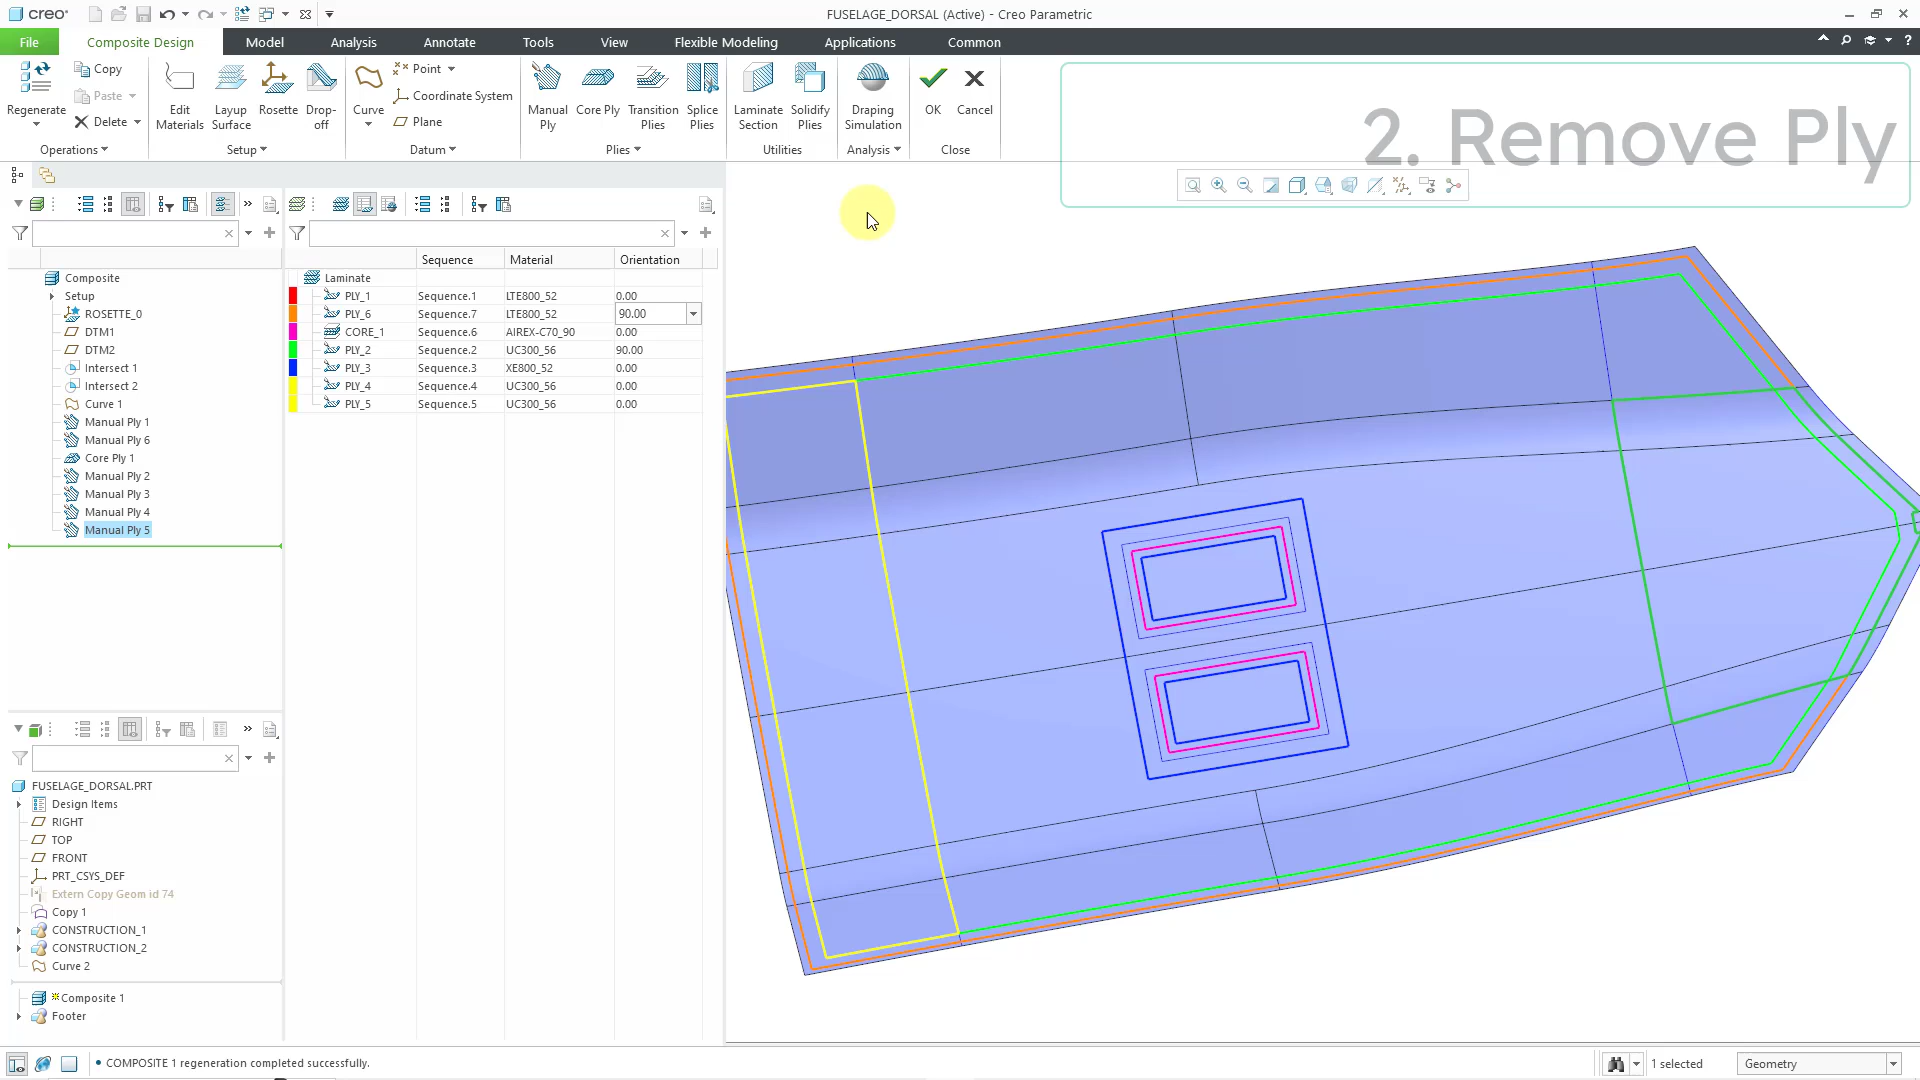 creo
FUSELAGE_DORSAL (Active) - Creo Parametric
File
Composite Design
Model
Analysis
Annotate
Tools
View
Flexible Modeling
Applications
Common
Regenerate
Copy
Paste
Delete
Operations
Edit Materials
Layup Surface
Rosette
Drop-off
Setup
Curve
Point
Coordinate System
Plane
Datum
Manual Ply
Core Ply
Transition Plies
Splice Plies
Plies
Laminate Section
Solidify Plies
Utilities
Draping Simulation
Analysis
OK
Cancel
Close
2. Remove Ply
Composite
Setup
ROSETTE_0
DTM1
DTM2
Intersect 1
Intersect 2
Curve 1
Manual Ply 1
Manual Ply 6
Core Ply 1
Manual Ply 2
Manual Ply 3
Manual Ply 4
Manual Ply 5
Sequence Material Orientation
Laminate
PLY_1 Sequence.1 LTE800_52 0.00
PLY_6 Sequence.7 LTE800_52 90.00
CORE_1 Sequence.6 AIREX-C70_90 0.00
PLY_2 Sequence.2 UC300_56 90.00
PLY_3 Sequence.3 XE800_52 0.00
PLY_4 Sequence.4 UC300_56 0.00
PLY_5 Sequence.5 UC300_56 0.00
FUSELAGE_DORSAL.PRT
Design Items
RIGHT
TOP
FRONT
PRT_CSYS_DEF
Extern Copy Geom id 74
Copy 1
CONSTRUCTION_1
CONSTRUCTION_2
Curve 2
Composite 1
Footer
• COMPOSITE 1 regeneration completed successfully.
1 selected
Geometry